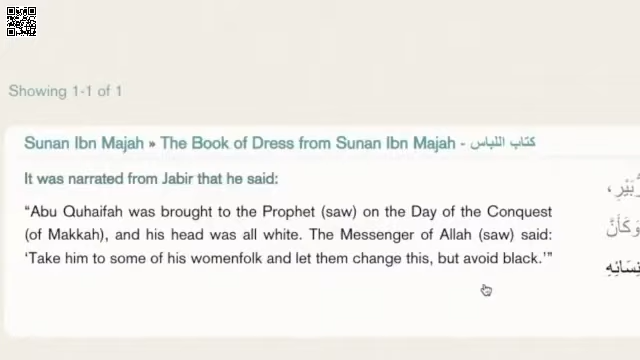 Showing 1-1 of 1
Sunan Ibn Majah » The Book of Dress from Sunan Ibn Majah - كتاب اللباس
It was narrated from Jabir that he said:
“Abu Quhaifah was brought to the Prophet (saw) on the Day of the Conquest
(of Makkah), and his head was all white. The Messenger of Allah (saw) said:
‘Take him to some of his womenfolk and let them change this, but avoid black.’”
وَكَأَنَّ
نِسَائِهِ